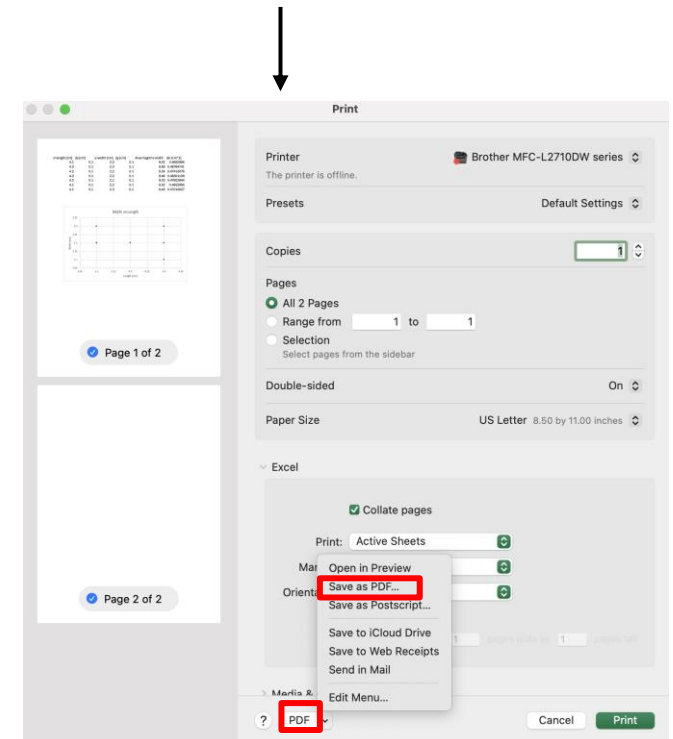 Print
Page 1 of 2
Page 2 of 2
Printer
Brother MFC-L2710DW series
The printer is offline.
Presets
Default Settings
Copies
1
Pages
All 2 Pages
Range from 1 to 1
Selection
Select pages from the sidebar
Double-sided
On
Paper Size
US Letter 8.50 by 11.00 inches
Excel
Collate pages
Print: Active Sheets
Open in Preview
Save as PDF...
Save as Postscript...
Save to iCloud Drive
Save to Web Receipts
Send in Mail
Edit Menu...
1
1
Media &
? PDF
Cancel
Print